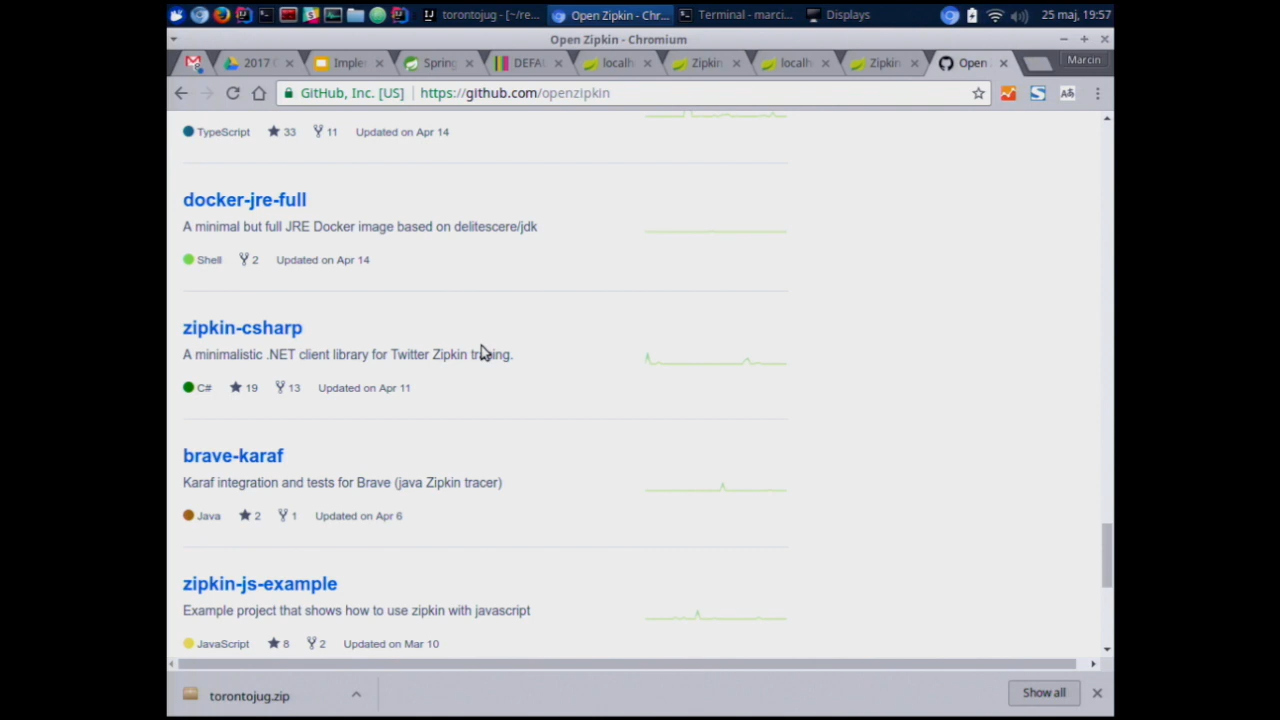 torontojug - [~/re...
Open Zipkin - Chr...
Terminal - marci...
Displays
25 maj, 19:57
Open Zipkin - Chromium
2017
Imple
Spring
DEFAU
localh
Zipkin
localh
Zipkin
Open
Marcin
GitHub, Inc. [US]
https://github.com/openzipkin
TypeScript 33 11 Updated on Apr 14
docker-jre-full
A minimal but full JRE Docker image based on delitescere/jdk
Shell 2 Updated on Apr 14
zipkin-csharp
A minimalistic .NET client library for Twitter Zipkin tracing.
C# 19 13 Updated on Apr 11
brave-karaf
Karaf integration and tests for Brave (java Zipkin tracer)
Java 2 1 Updated on Apr 6
zipkin-js-example
Example project that shows how to use zipkin with javascript
JavaScript 8 2 Updated on Mar 10
torontojug.zip
Show all